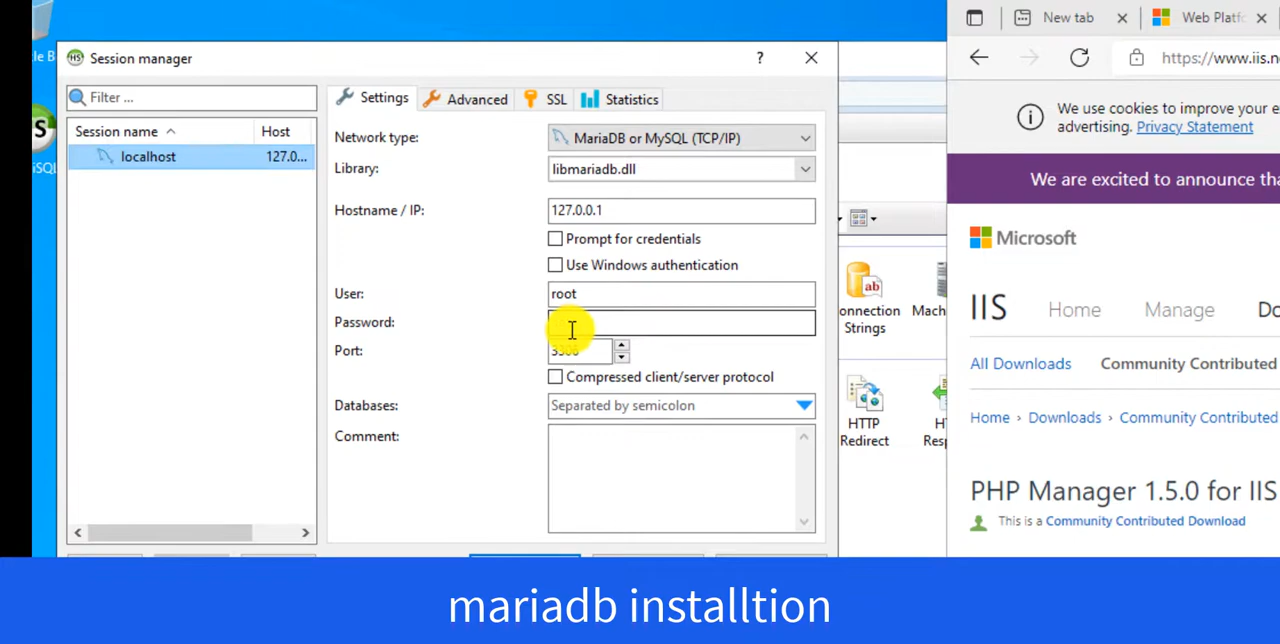 Session manager
?
Filter ...
Session name
Host
localhost
127.0...
Settings
Advanced
SSL
Statistics
Network type:
MariaDB or MySQL (TCP/IP)
Library:
libmariadb.dll
Hostname / IP:
127.0.0.1
Prompt for credentials
Use Windows authentication
User:
root
Password:
Port:
3306
Compressed client/server protocol
Databases:
Separated by semicolon
Comment:
ab
onnection
Strings
Mach
HTTP
Redirect
HT
Resp
New tab
Web Platf
https://www.iis.n
We use cookies to improve your e
advertising. Privacy Statement
We are excited to announce tha
Microsoft
IIS
Home
Manage
Do
All Downloads
Community Contributed
Home › Downloads › Community Contributed
PHP Manager 1.5.0 for IIS
This is a Community Contributed Download
mariadb installtion